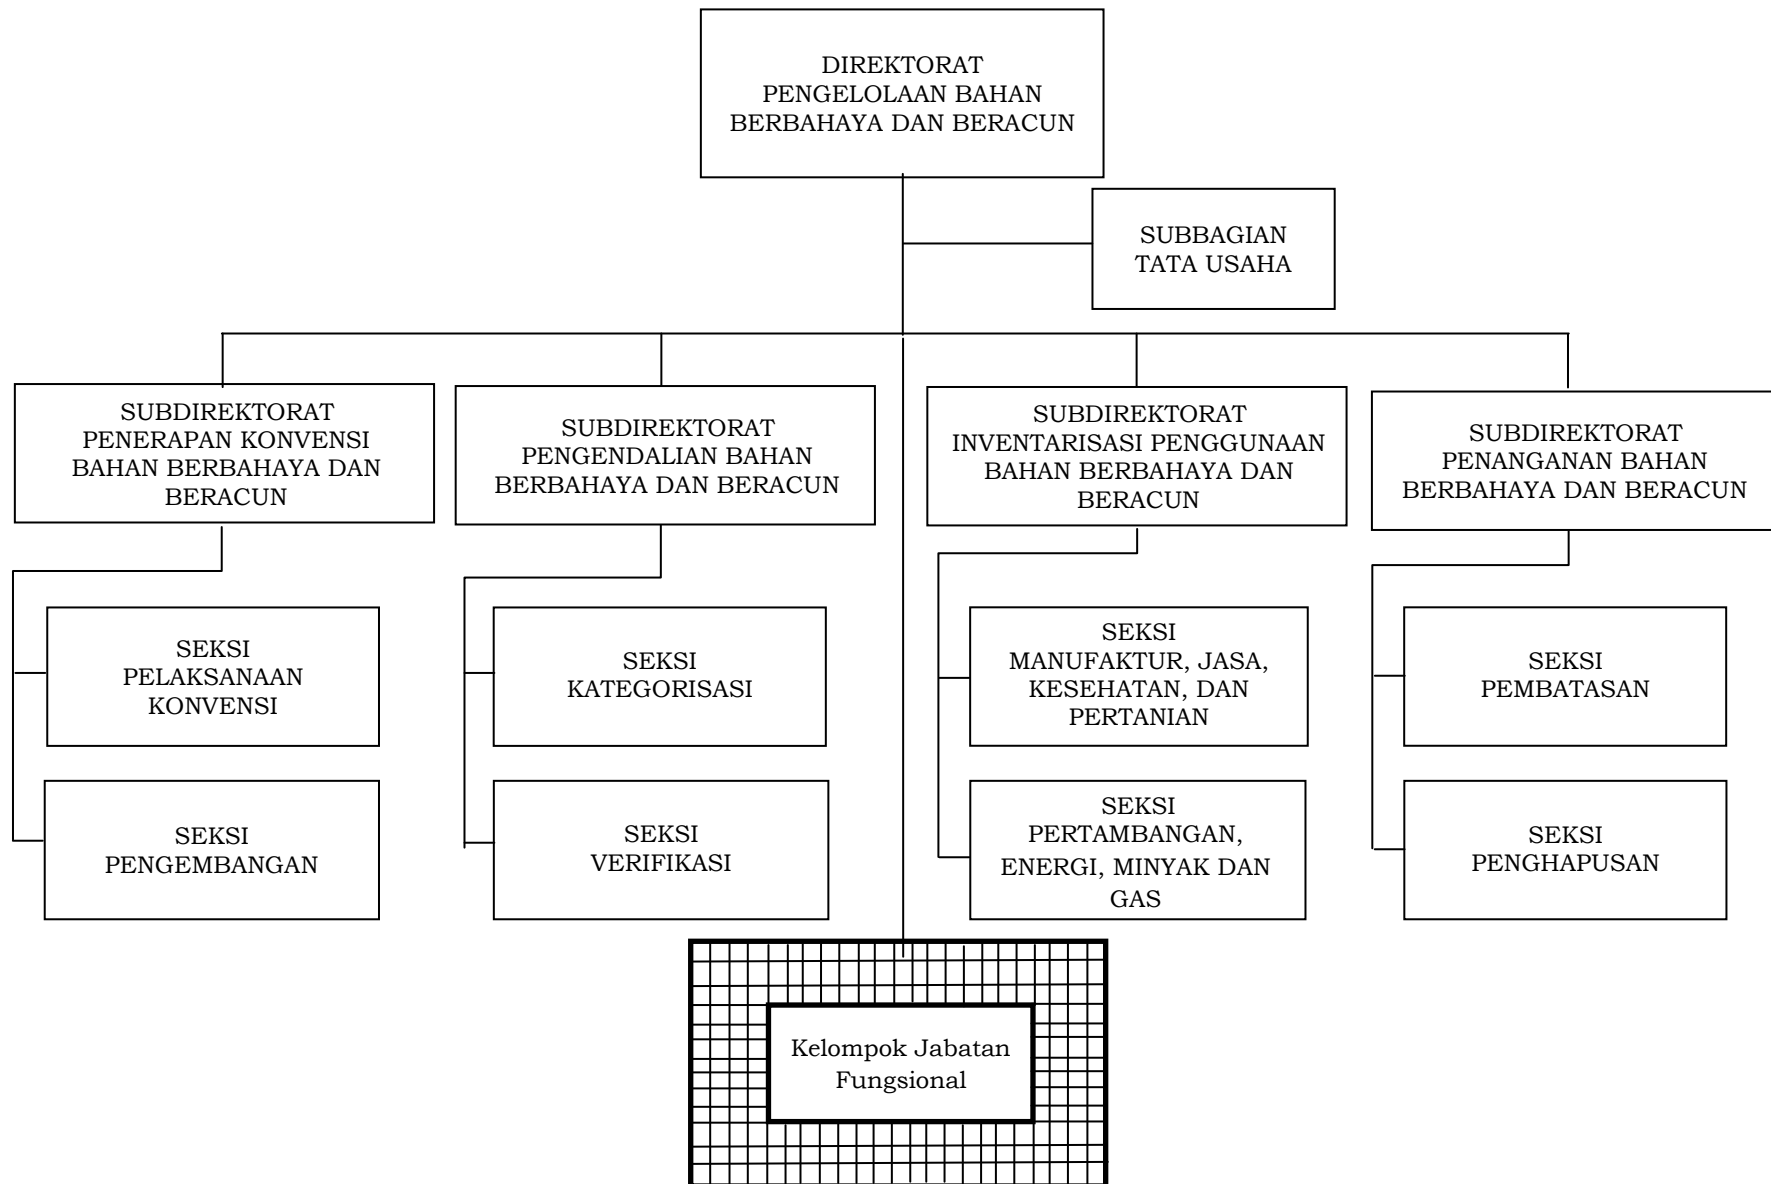 DIREKTORAT
PENGELOLAAN BAHAN
BERBAHAYA DAN BERACUN
SUBBAGIAN
TATA USAHA
SUBDIREKTORAT
PENERAPAN KONVENSI
BAHAN BERBAHAYA DAN
BERACUN
SUBDIREKTORAT
PENGENDALIAN BAHAN
BERBAHAYA DAN BERACUN
SUBDIREKTORAT
INVENTARISASI PENGGUNAAN
BAHAN BERBAHAYA DAN
BERACUN
SUBDIREKTORAT
PENANGANAN BAHAN
BERBAHAYA DAN BERACUN
SEKSI
PELAKSANAAN
KONVENSI
SEKSI
KATEGORISASI
SEKSI
MANUFAKTUR, JASA,
KESEHATAN, DAN
PERTANIAN
SEKSI
PEMBATASAN
SEKSI
PENGEMBANGAN
SEKSI
VERIFIKASI
SEKSI
PERTAMBANGAN,
ENERGI, MINYAK DAN
GAS
SEKSI
PENGHAPUSAN
Kelompok Jabatan
Fungsional